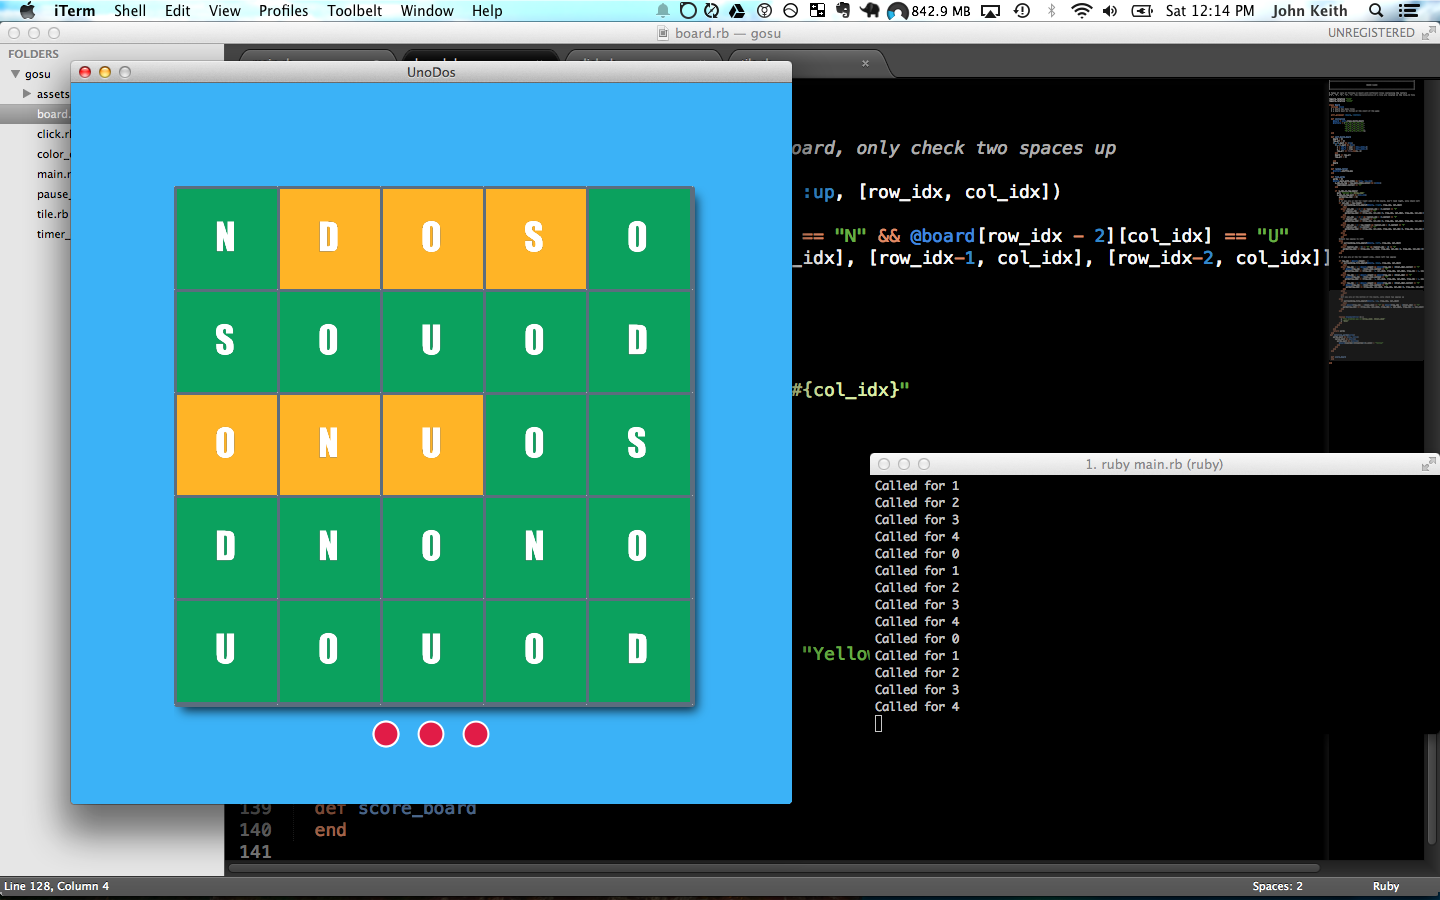 iTerm Shell Edit View Profiles Toolbelt Window Help 842.9 MB Sat 12:14 PM John Keith
board.rb — gosu UNREGISTERED
FOLDERS
gosu
assets
board.
click.rb
color_
main.r
pause_
tile.rb
timer_
UnoDos
N D O S O
S O U O D
O N U O S
D N O N O
U O U O D
oard, only check two spaces up
:up, [row_idx, col_idx])
== "N" && @board[row_idx - 2][col_idx] == "U"
_idx], [row_idx-1, col_idx], [row_idx-2, col_idx]]
#{col_idx}"
"Yellow
1. ruby main.rb (ruby)
Called for 1
Called for 2
Called for 3
Called for 4
Called for 0
Called for 1
Called for 2
Called for 3
Called for 4
Called for 0
Called for 1
Called for 2
Called for 3
Called for 4
139 def score_board
140 end
141
Line 128, Column 4 Spaces: 2 Ruby